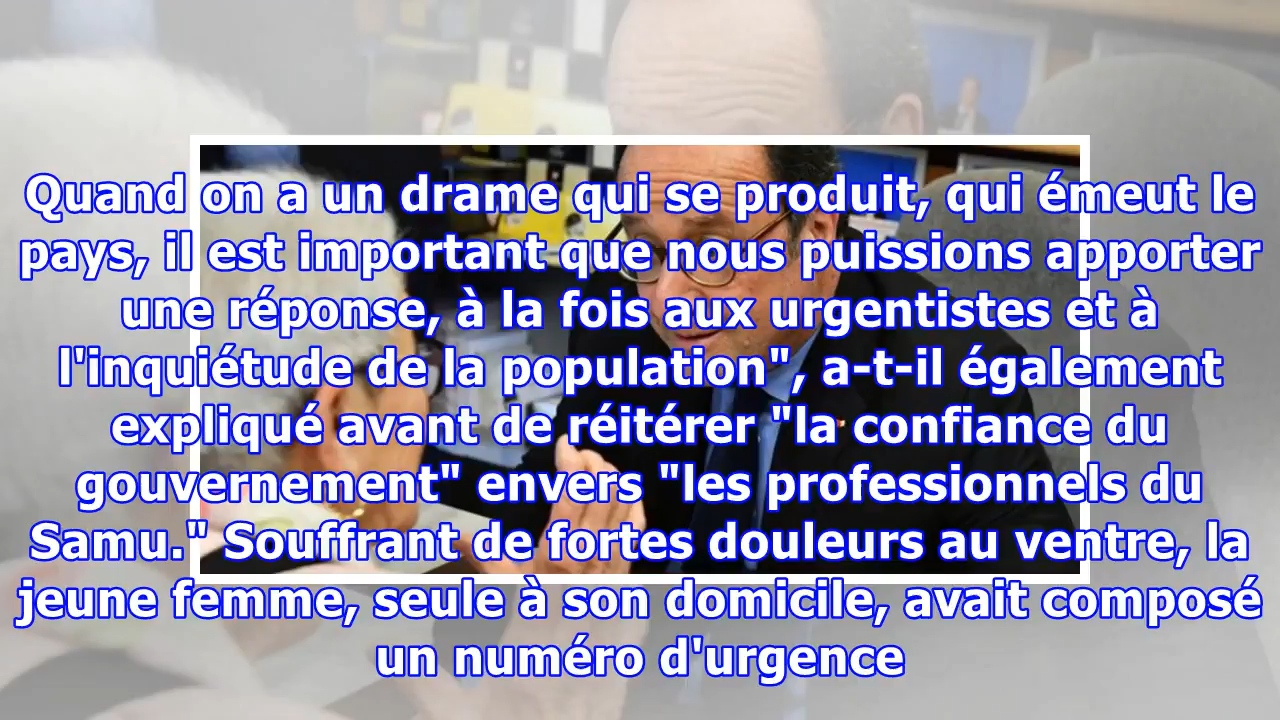 Quand on a un drame qui se produit, qui émeut le
pays, il est important que nous puissions apporter
une réponse, à la fois aux urgentistes et à
l'inquiétude de la population", a-t-il également
expliqué avant de réitérer "la confiance du
gouvernement" envers "les professionnels du
Samu." Souffrant de fortes douleurs au ventre, la
jeune femme, seule à son domicile, avait composé
un numéro d'urgence